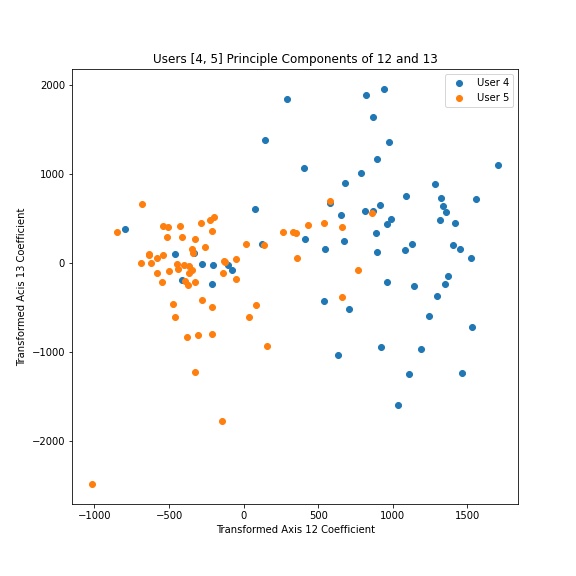 Users [4, 5] Principle Components of 12 and 13
User 4
User 5
2000
1000
0
−1000
−2000
Transformed Acis 13 Coefficient
−1000 −500 0 500 1000 1500
Transformed Axis 12 Coefficient